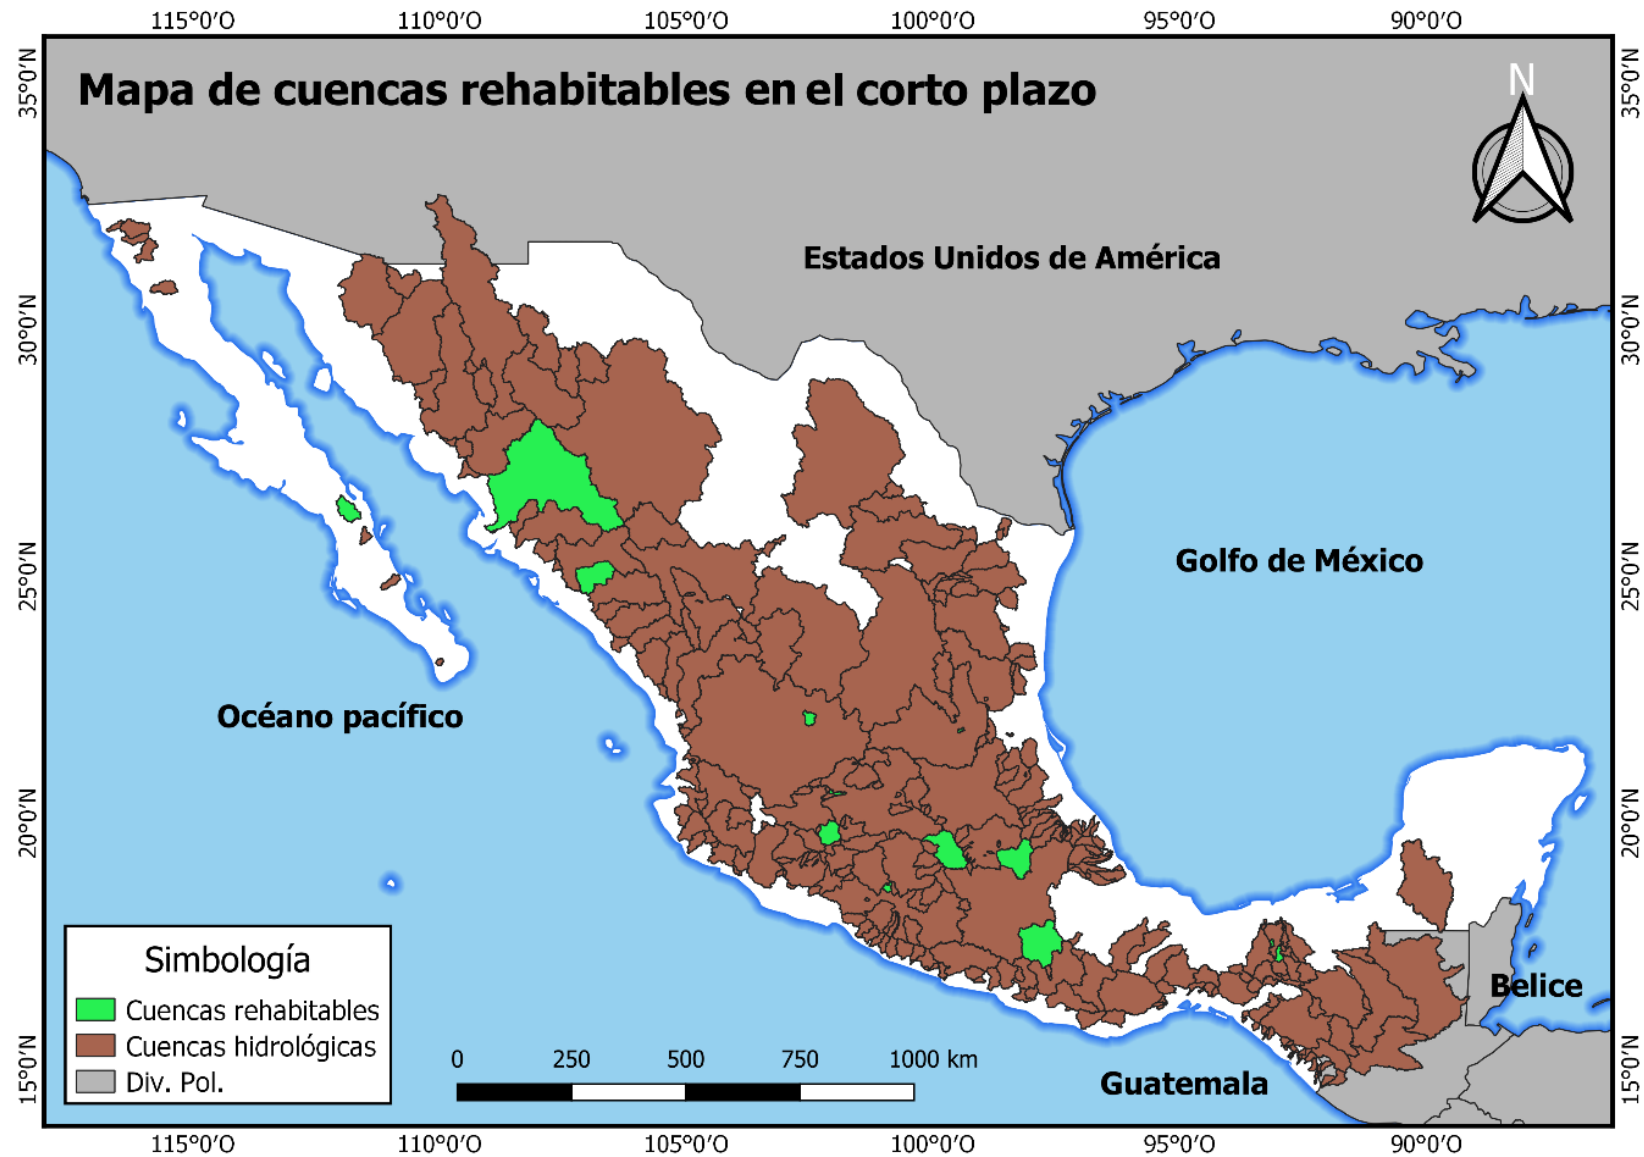 115°0'O 110°0'O 105°0'O 100°0'O 95°0'O 90°0'O
35°0'N
35°0'N
Mapa de cuencas rehabitables en el corto plazo
N
Estados Unidos de América
30°0'N
30°0'N
Golfo de México
25°0'N
25°0'N
Océano pacífico
20°0'N
20°0'N
Simbología
Cuencas rehabitables
Cuencas hidrológicas
Div. Pol.
0 250 500 750 1000 km
Belice
Guatemala
15°0'N
15°0'N
115°0'O 110°0'O 105°0'O 100°0'O 95°0'O 90°0'O